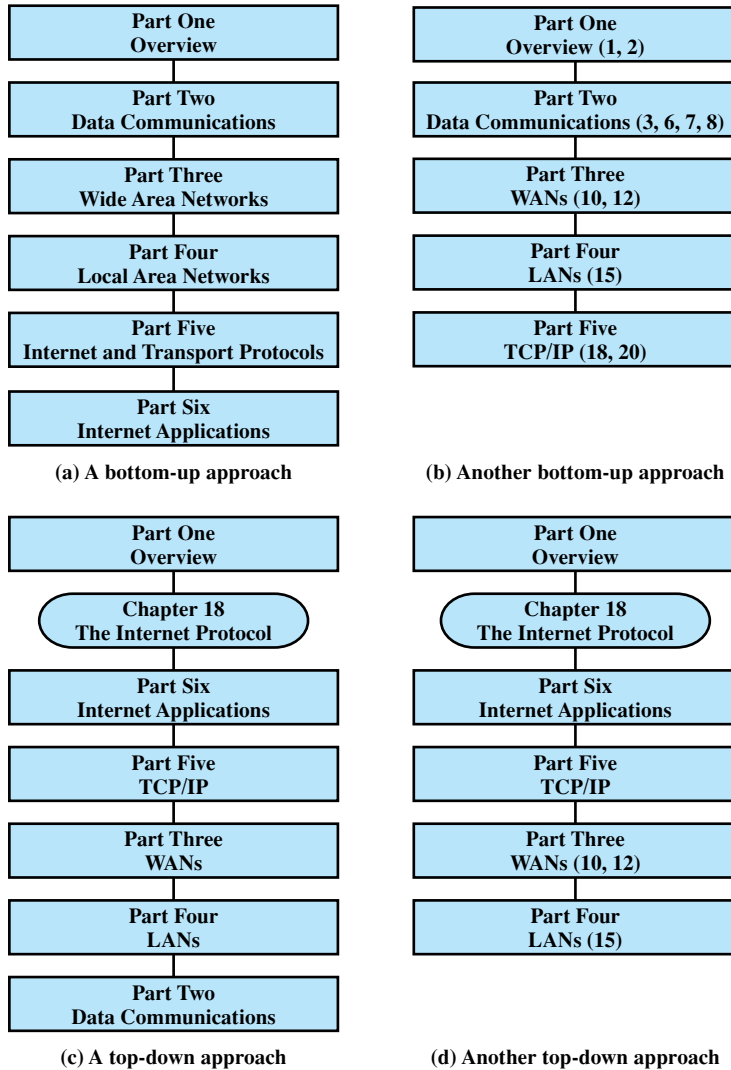 Part One
Overview
Part Two
Data Communications
Part Three
Wide Area Networks
Part Four
Local Area Networks
Part Five
Internet and Transport Protocols
Part Six
Internet Applications
(a) A bottom-up approach
Part One
Overview (1, 2)
Part Two
Data Communications (3, 6, 7, 8)
Part Three
WANs (10, 12)
Part Four
LANs (15)
Part Five
TCP/IP (18, 20)
(b) Another bottom-up approach
Part One
Overview
Chapter 18
The Internet Protocol
Part Six
Internet Applications
Part Five
TCP/IP
Part Three
WANs
Part Four
LANs
Part Two
Data Communications
(c) A top-down approach
Part One
Overview
Chapter 18
The Internet Protocol
Part Six
Internet Applications
Part Five
TCP/IP
Part Three
WANs (10, 12)
Part Four
LANs (15)
(d) Another top-down approach